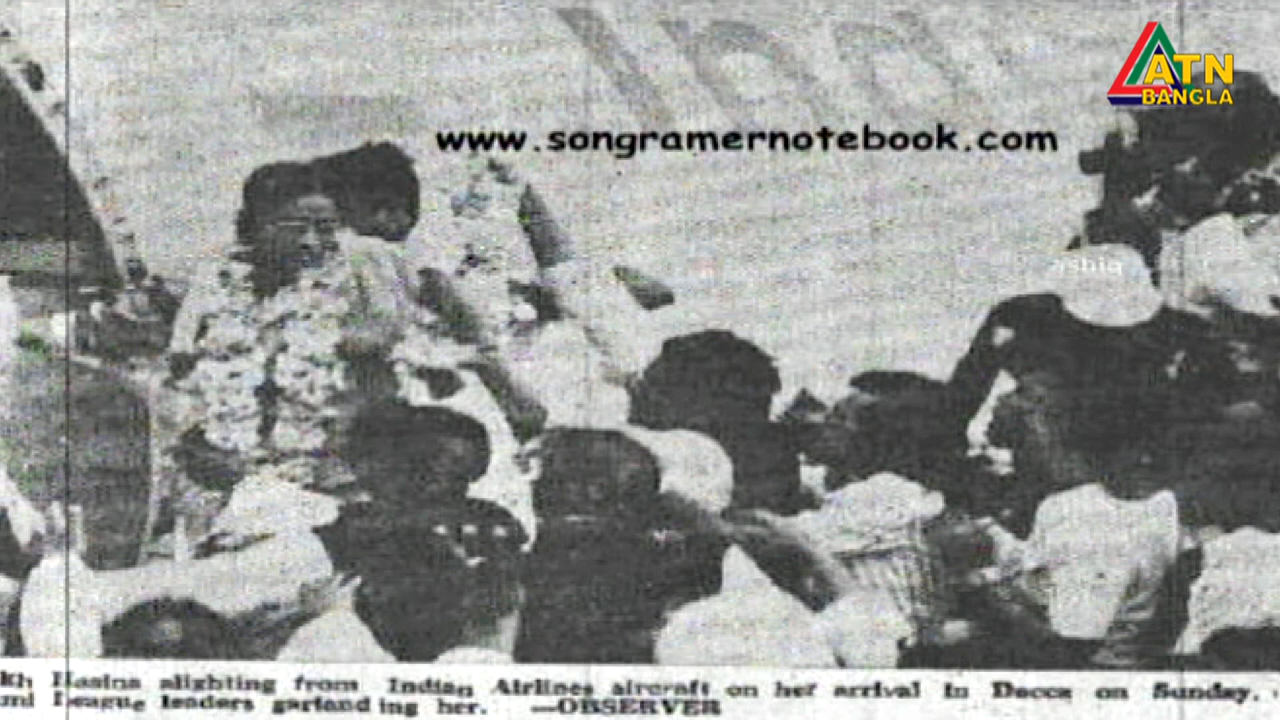 ATN
BANGLA
www.songramernotebook.com
kh Hasina alighting from Indian Airlines aircraft on her arrival in Dacca on Sunday.
League leaders garlanding her. —OBSERVER